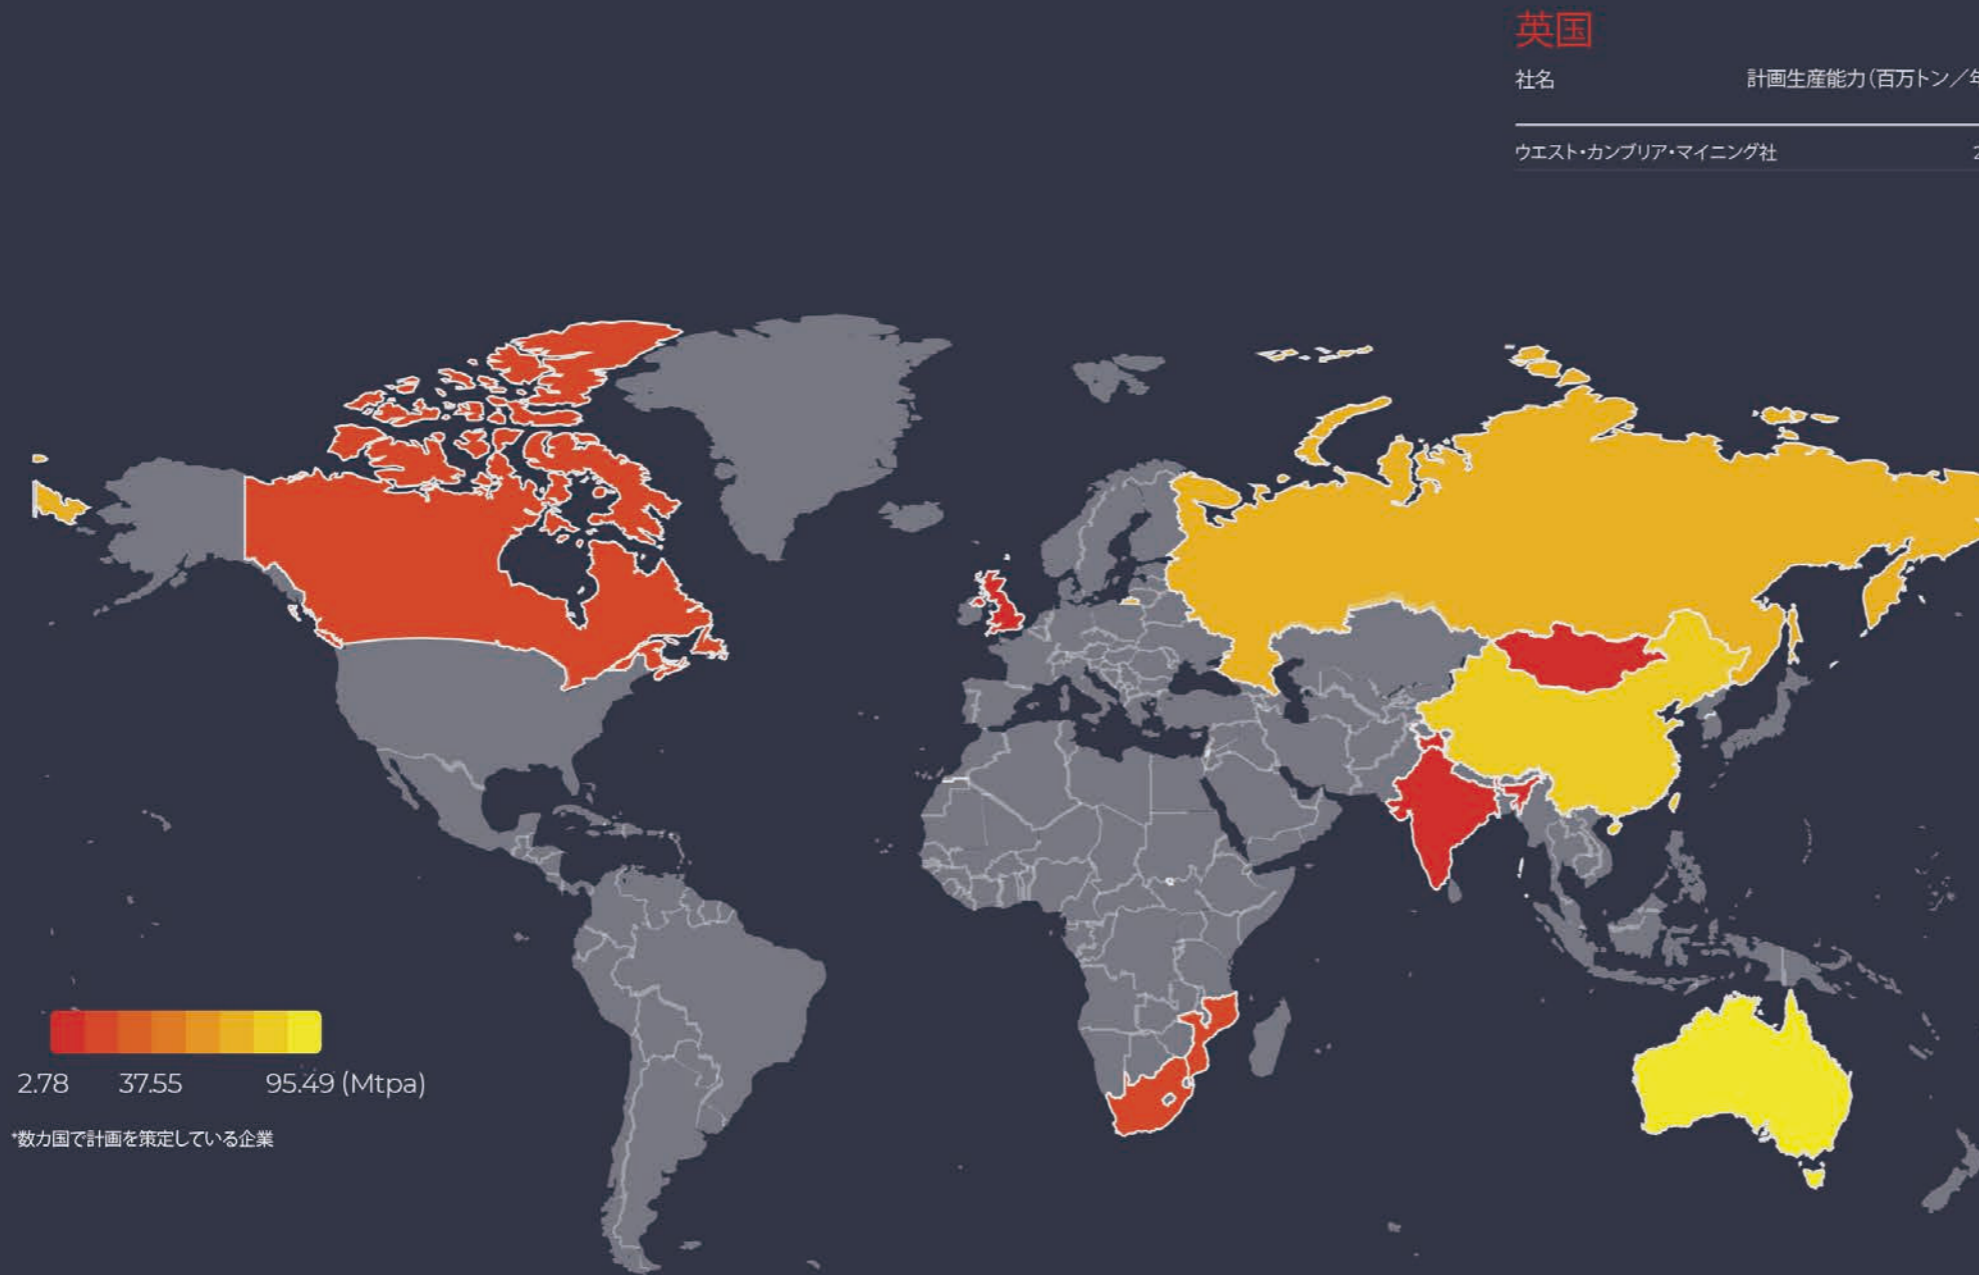 英国
社名 計画生産能力（百万トン／年
ウエスト・カンブリア・マイニング社 2
2.78 37.55 95.49 (Mtpa)
*数カ国で計画を策定している企業